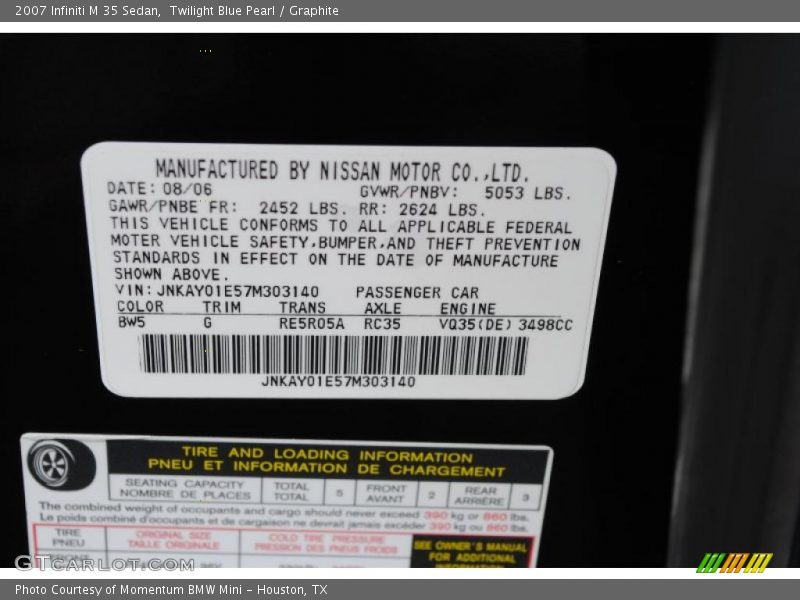 2007 Infiniti M 35 Sedan,  Twilight Blue Pearl / Graphite
MANUFACTURED BY NISSAN MOTOR CO.,LTD.
DATE: 08/06 GVWR/PNBV: 5053 LBS.
GAWR/PNBE FR: 2452 LBS. RR: 2624 LBS.
THIS VEHICLE CONFORMS TO ALL APPLICABLE FEDERAL
MOTER VEHICLE SAFETY,BUMPER,AND THEFT PREVENTION
STANDARDS IN EFFECT ON THE DATE OF MANUFACTURE
SHOWN ABOVE.
VIN: JNKAY01E57M303140 PASSENGER CAR
COLOR TRIM TRANS AXLE ENGINE
BW5 G RE5R05A RC35 VQ35(DE) 3498CC
JNKAY01E57M303140
TIRE AND LOADING INFORMATION
PNEU ET INFORMATION DE CHARGEMENT
SEATING CAPACITY TOTAL 5 FRONT 2 REAR 3
NOMBRE DE PLACES TOTAL AVANT ARRIÈRE
The combined weight of occupants and cargo should never exceed 390 kg or 860 lbs.
Le poids combiné d'occupants et de cargaison ne devrait jamais excéder 390 kg ou 860 lbs.
TIRE ORIGINAL SIZE COLD TIRE PRESSURE SEE OWNER'S MANUAL
PNEU TAILLE ORIGINALE PRESSION DES PNEUS FROIDS FOR ADDITIONAL
FRONT INFORMATION
GTCARLOT.COM
Photo Courtesy of Momentum BMW Mini - Houston, TX